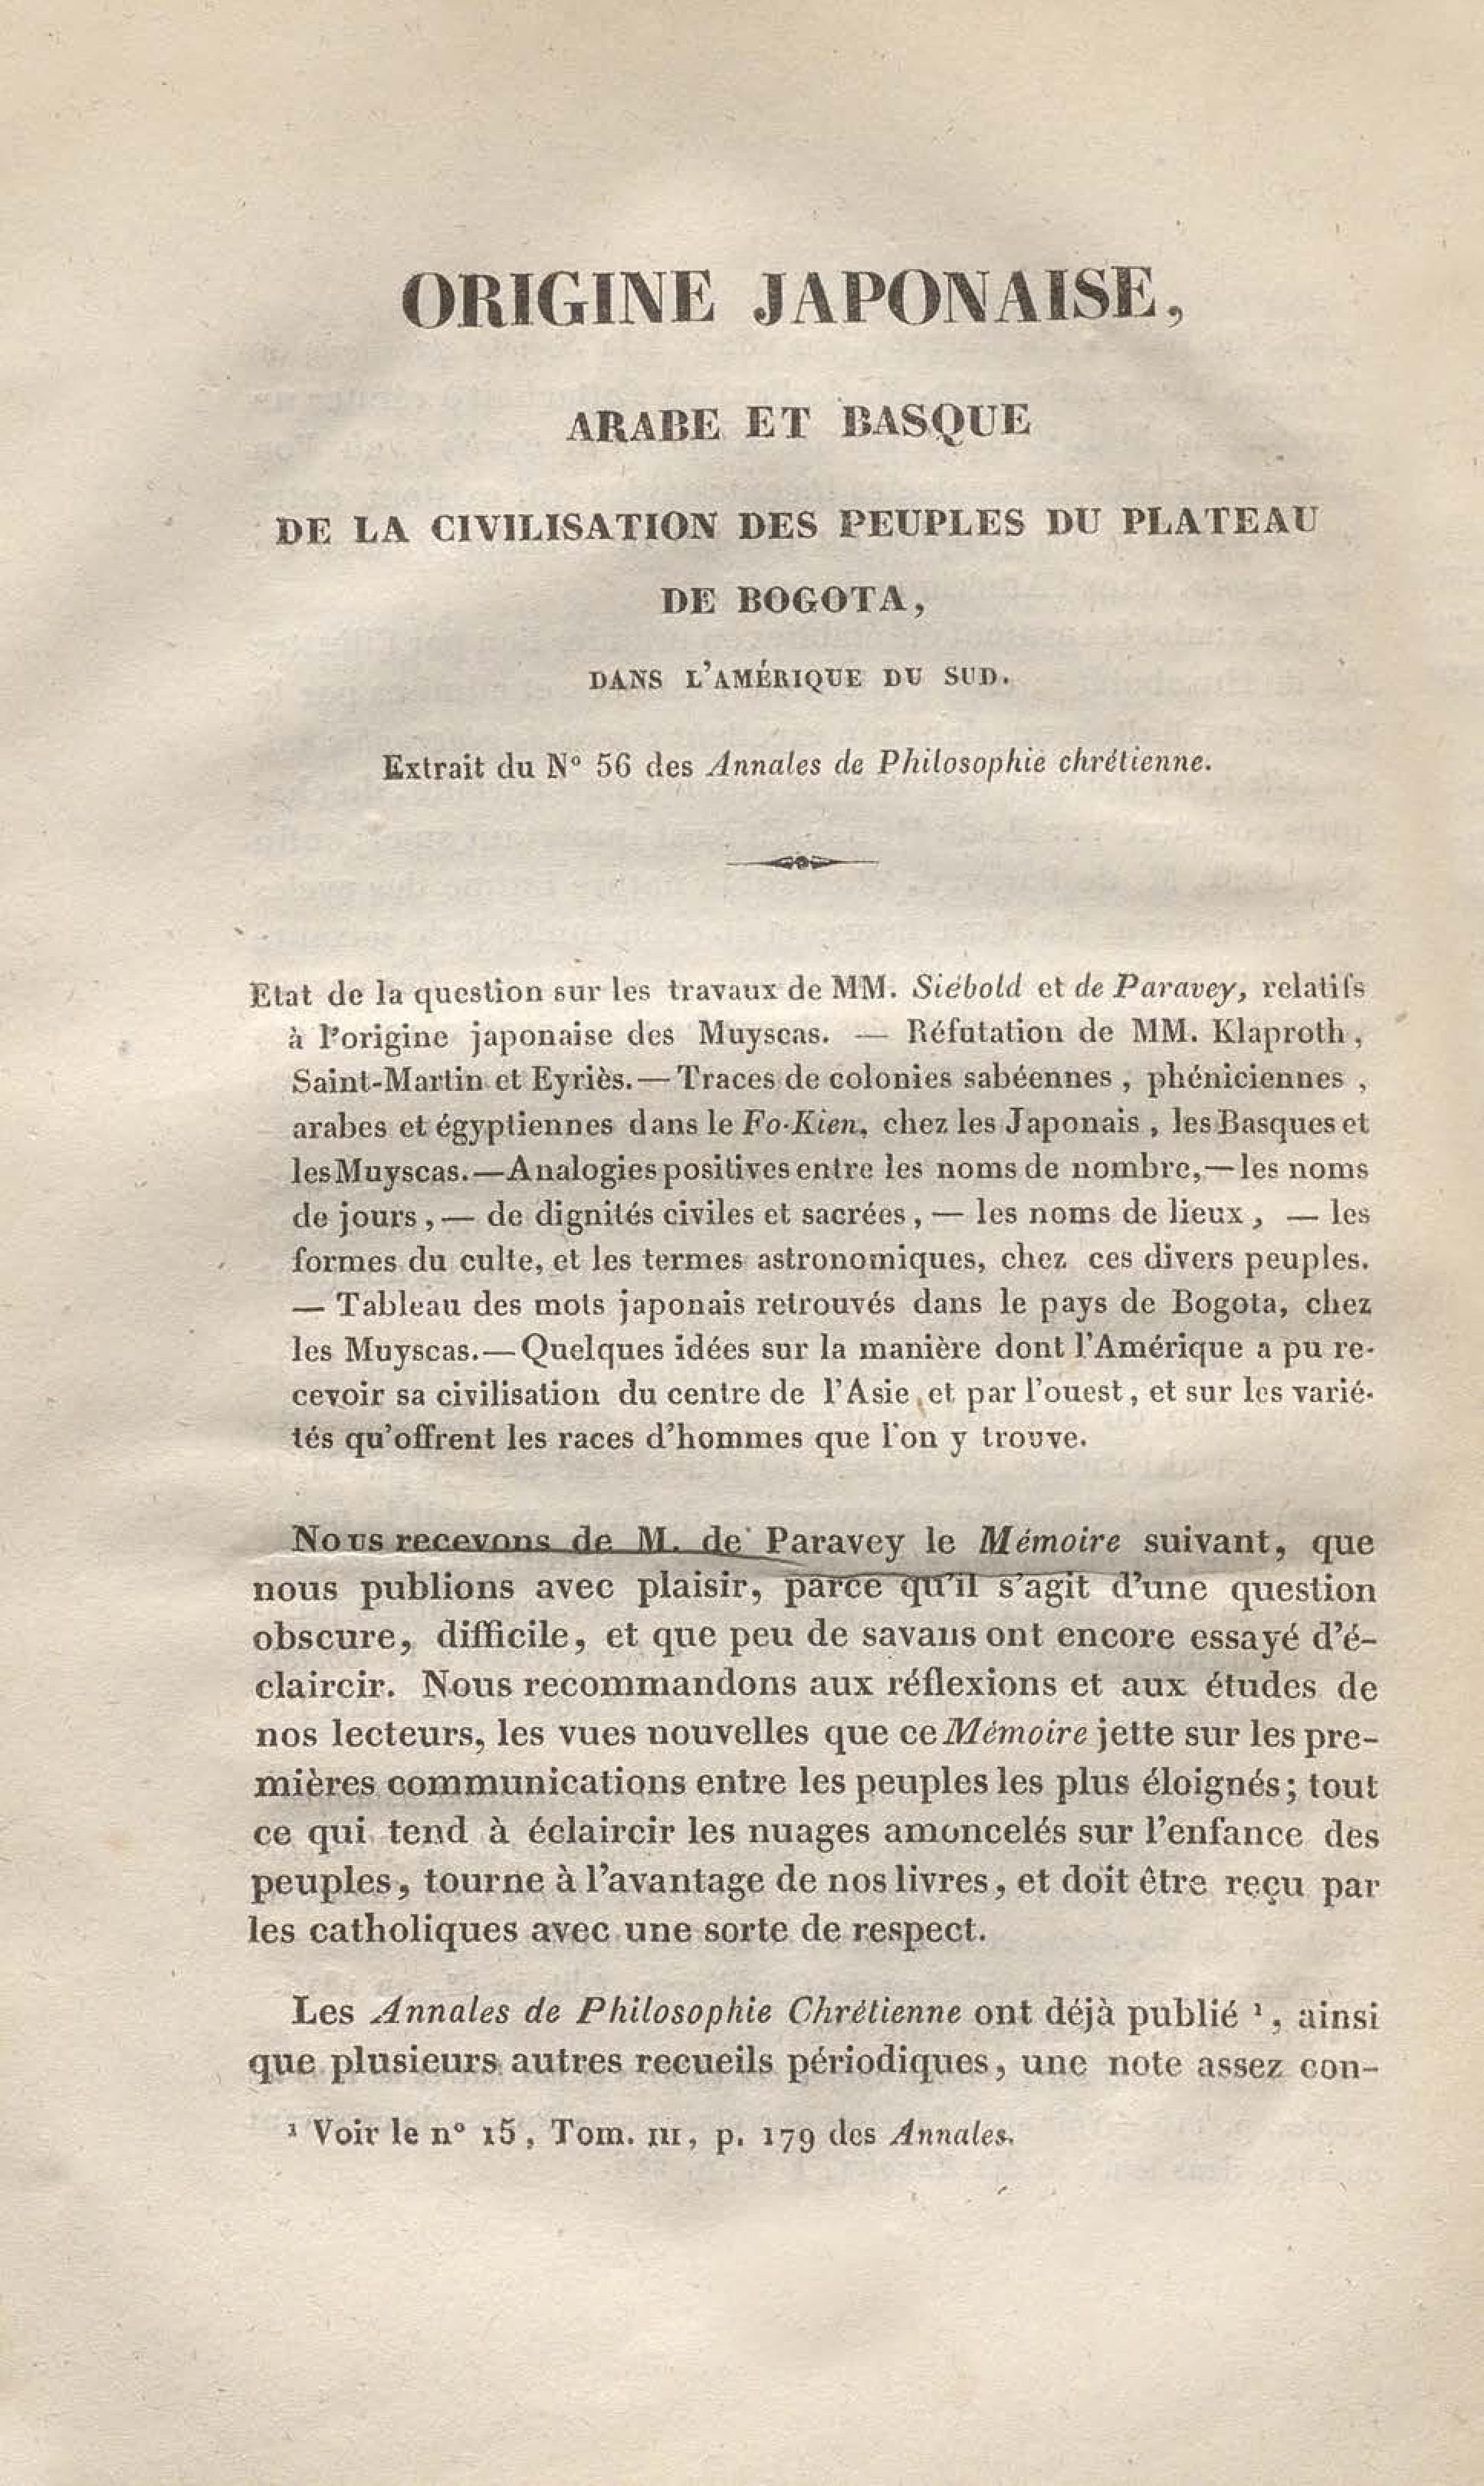 ORIGINE JAPONAISE,
ARABE ET BASQUE
DE LA CIVILISATION DES PEUPLES DU PLATEAU
DE BOGOTA,
DANS L'AMÉRIQUE DU SUD.
Extrait du N° 56 des Annales de Philosophie chrétienne.
Etat de la question sur les travaux de MM. Siébold et de Paravey, relatifs
à l'origine japonaise des Muyscas. — Réfutation de MM. Klaproth,
Saint-Martin et Eyriès. — Traces de colonies sabéennes, phéniciennes,
arabes et égyptiennes dans le Fo-Kien, chez les Japonais, les Basques et
les Muyscas. — Analogies positives entre les noms de nombre, — les noms
de jours, — de dignités civiles et sacrées, — les noms de lieux, — les
formes du culte, et les termes astronomiques, chez ces divers peuples.
— Tableau des mots japonais retrouvés dans le pays de Bogota, chez
les Muyscas. — Quelques idées sur la manière dont l'Amérique a pu re-
cevoir sa civilisation du centre de l'Asie et par l'ouest, et sur les varié-
tés qu'offrent les races d'hommes que l'on y trouve.
Nous recevons de M. de Paravey le Mémoire suivant, que
nous publions avec plaisir, parce qu'il s'agit d'une question
obscure, difficile, et que peu de savans ont encore essayé d'é-
claircir. Nous recommandons aux réflexions et aux études de
nos lecteurs, les vues nouvelles que ce Mémoire jette sur les pre-
mières communications entre les peuples les plus éloignés; tout
ce qui tend à éclaircir les nuages amoncelés sur l'enfance des
peuples, tourne à l'avantage de nos livres, et doit être reçu par
les catholiques avec une sorte de respect.
Les Annales de Philosophie Chrétienne ont déjà publié ¹, ainsi
que plusieurs autres recueils périodiques, une note assez con-
¹ Voir le n° 15, Tom. III, p. 179 des Annales.